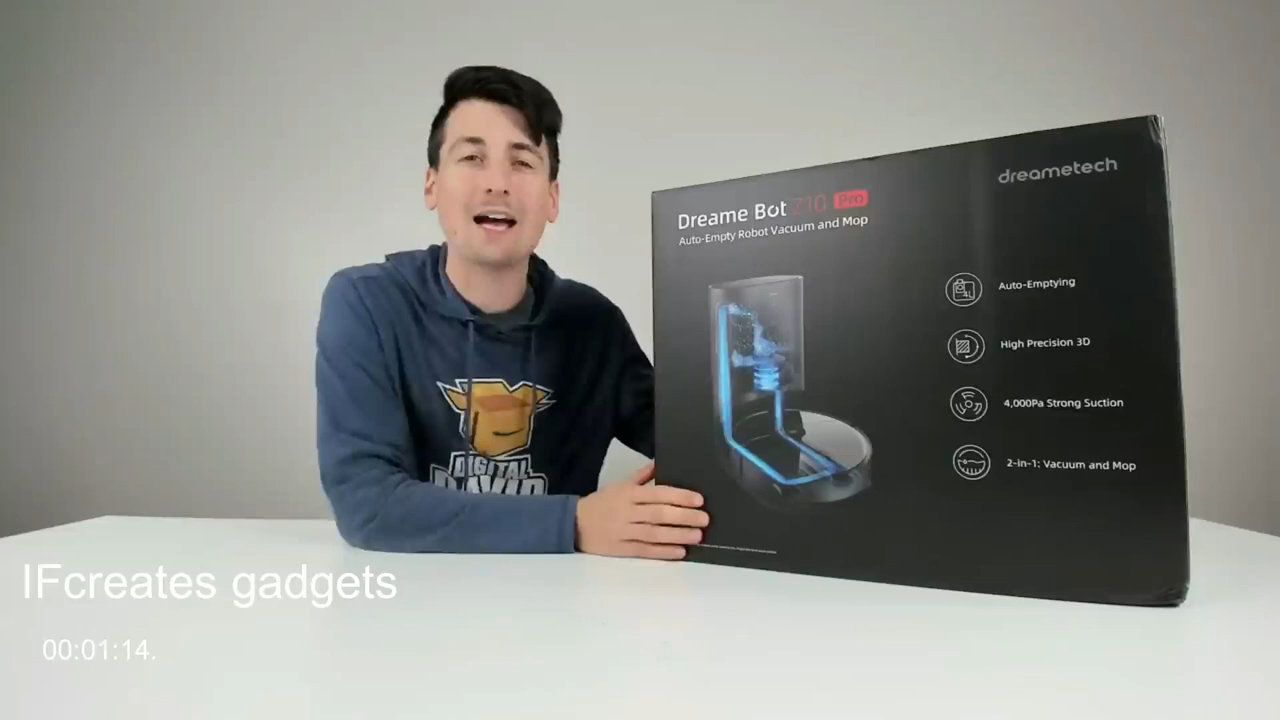 dreametech
Dreame Bot Z10 Pro
Auto-Empty Robot Vacuum and Mop
Auto-Emptying
High Precision 3D
4,000Pa Strong Suction
2-in-1: Vacuum and Mop
DIGITAL
DAVID
IFcreates gadgets
00:01:14.